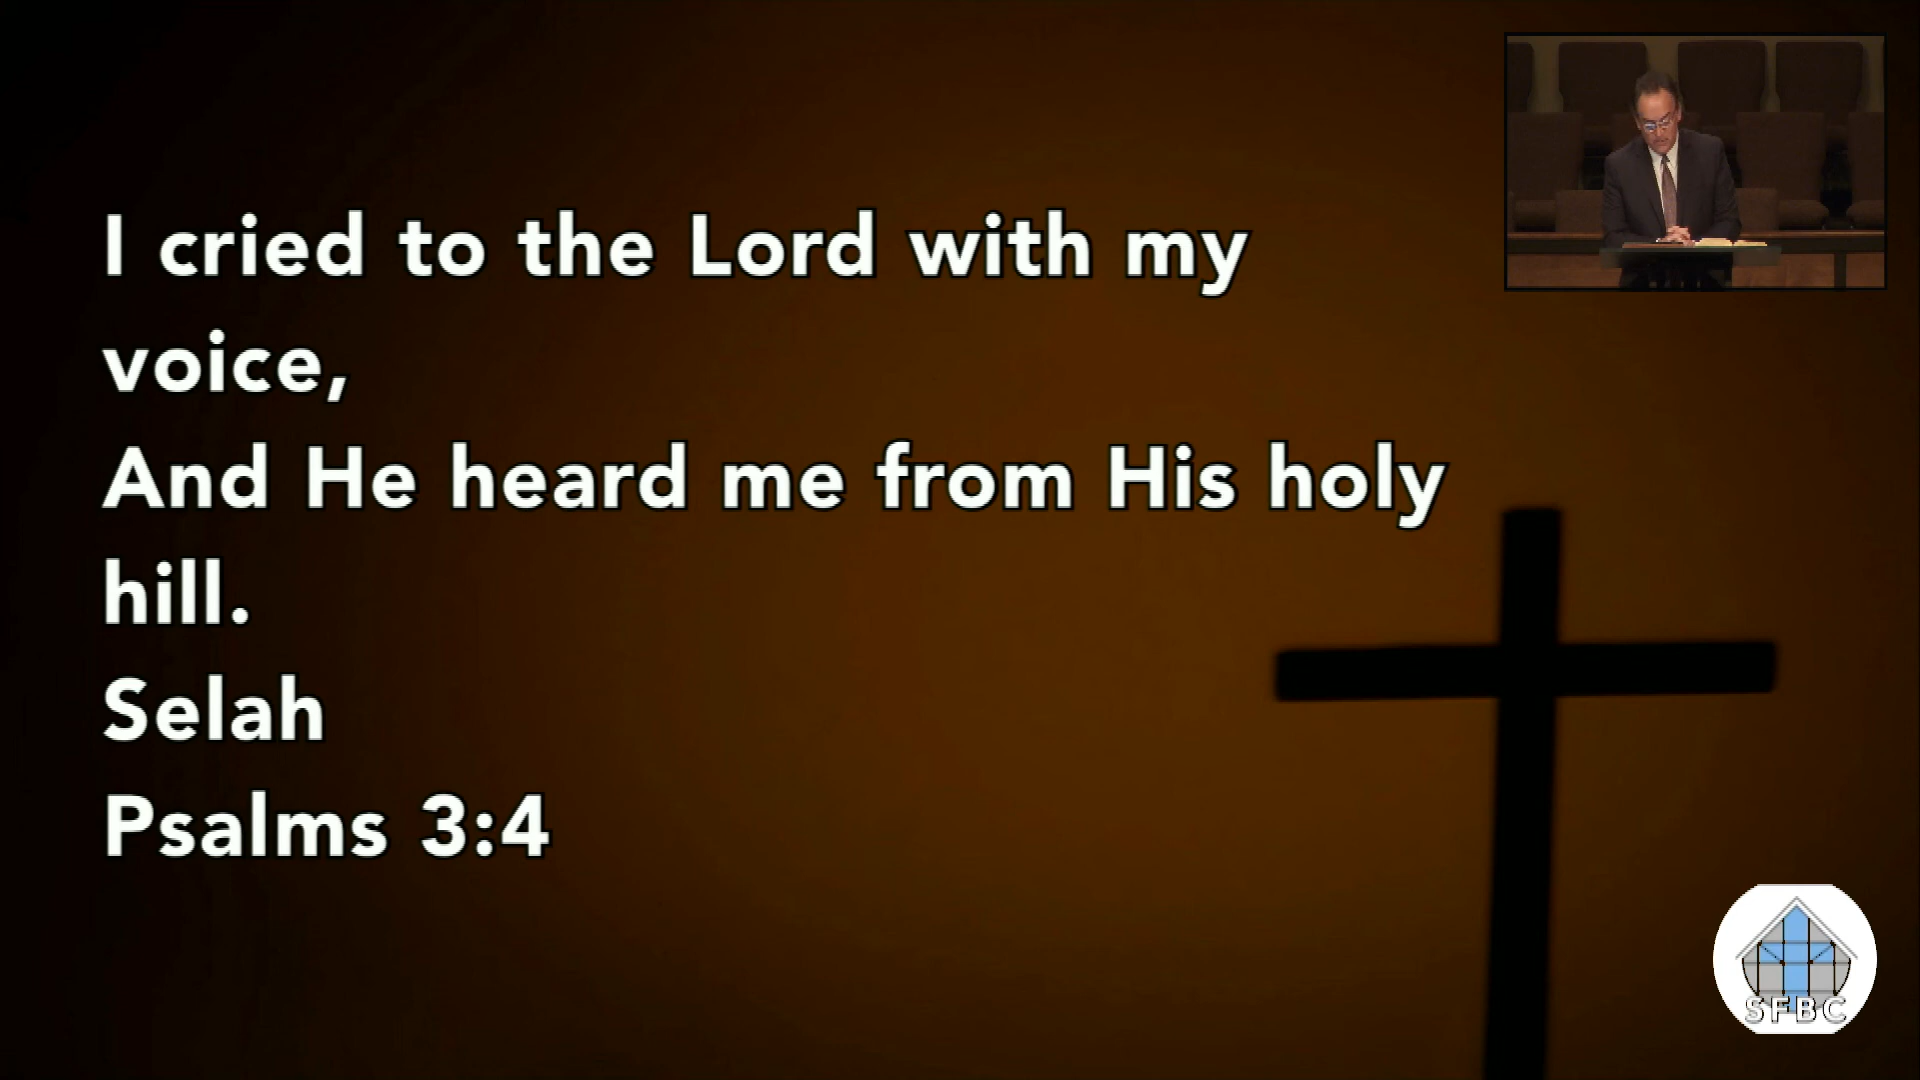 I cried to the Lord with my
voice,
And He heard me from His holy
hill.
Selah
Psalms 3:4
SFBC